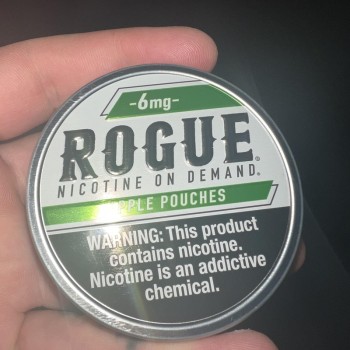 -6mg-
ROGUE®
NICOTINE ON DEMAND.
POUCHES
WARNING: This product
contains nicotine.
Nicotine is an addictive
chemical.